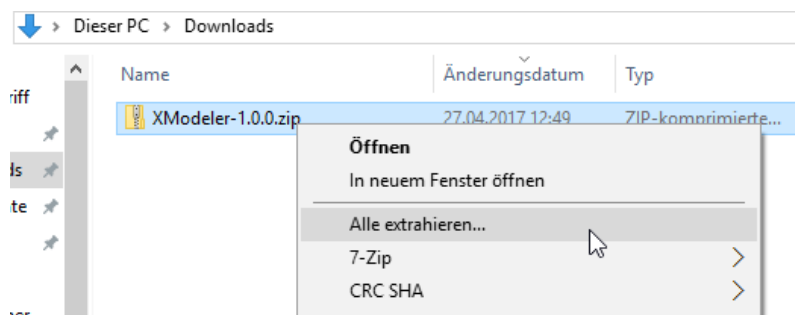 Dieser PC > Downloads
Name Änderungsdatum Typ
riff
XModeler-1.0.0.zip 27.04.2017 12:49 ZIP-komprimierte...
Öffnen
ds
In neuem Fenster öffnen
te
Alle extrahieren...
7-Zip
CRC SHA